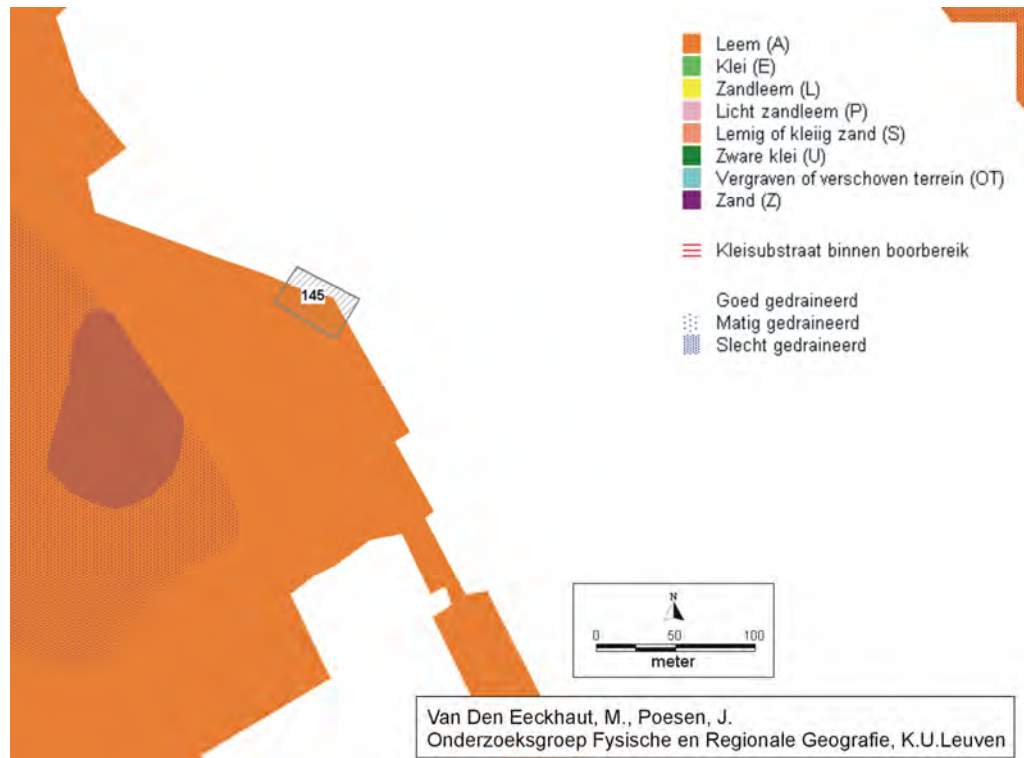 Leem (A)
Klei (E)
Zandleem (L)
Licht zandleem (P)
Lemig of kleiig zand (S)
Zware klei (U)
Vergraven of verschoven terrein (OT)
Zand (Z)
Kleisubstraat binnen boorbereik
Goed gedraineerd
Matig gedraineerd
Slecht gedraineerd
145
N
0 50 100
meter
Van Den Eeckhaut, M., Poesen, J.
Onderzoeksgroep Fysische en Regionale Geografie, K.U.Leuven